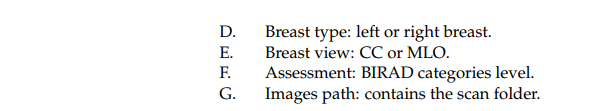 D. Breast type: left or right breast.
E. Breast view: CC or MLO.
F. Assessment: BIRAD categories level.
G. Images path: contains the scan folder.